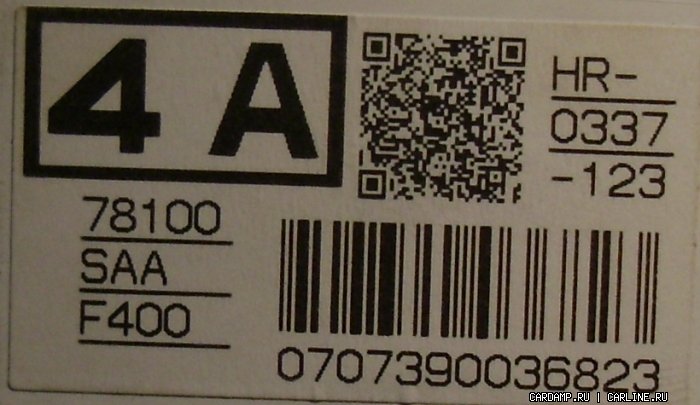 4 A
HR-
0337
-123
78100
SAA
F400
0707390036823
CARDAMP.RU | CARLINE.RU